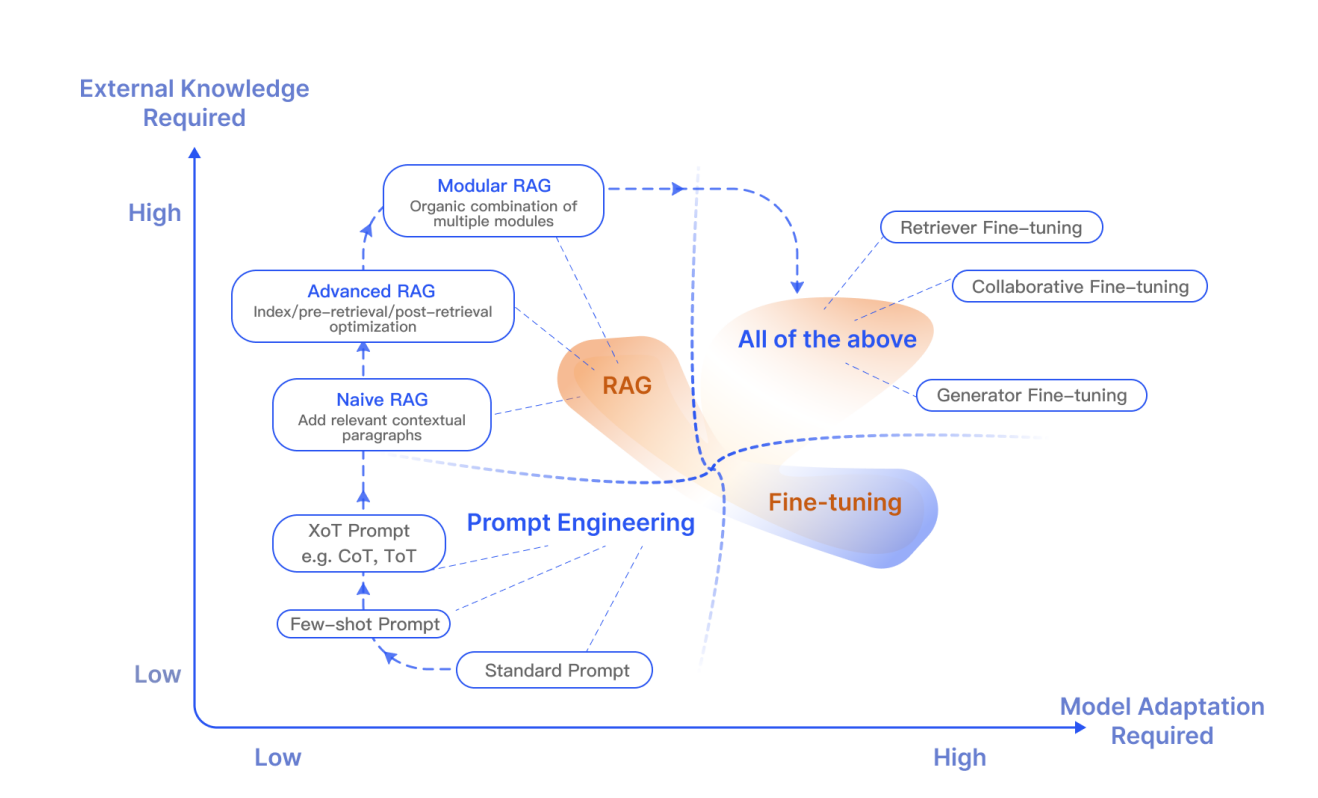 External Knowledge
Required
High
Modular RAG
Organic combination of
multiple modules
Retriever Fine-tuning
Collaborative Fine-tuning
Advanced RAG
Index/pre-retrieval/post-retrieval
optimization
All of the above
RAG
Generator Fine-tuning
Naive RAG
Add relevant contextual
paragraphs
Fine-tuning
Prompt Engineering
XoT Prompt
e.g. CoT, ToT
Few-shot Prompt
Standard Prompt
Low
Model Adaptation
Required
Low
High